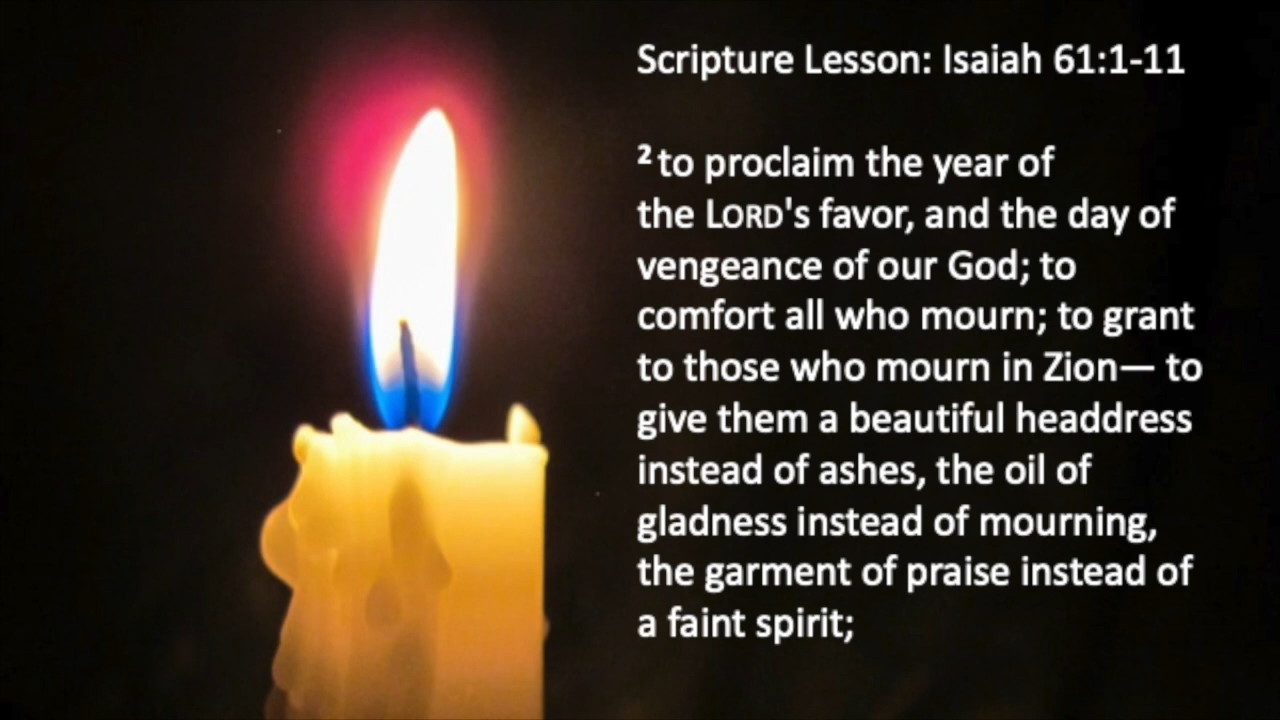 Scripture Lesson: Isaiah 61:1-11
² to proclaim the year of
the LORD's favor, and the day of
vengeance of our God; to
comfort all who mourn; to grant
to those who mourn in Zion— to
give them a beautiful headdress
instead of ashes, the oil of
gladness instead of mourning,
the garment of praise instead of
a faint spirit;